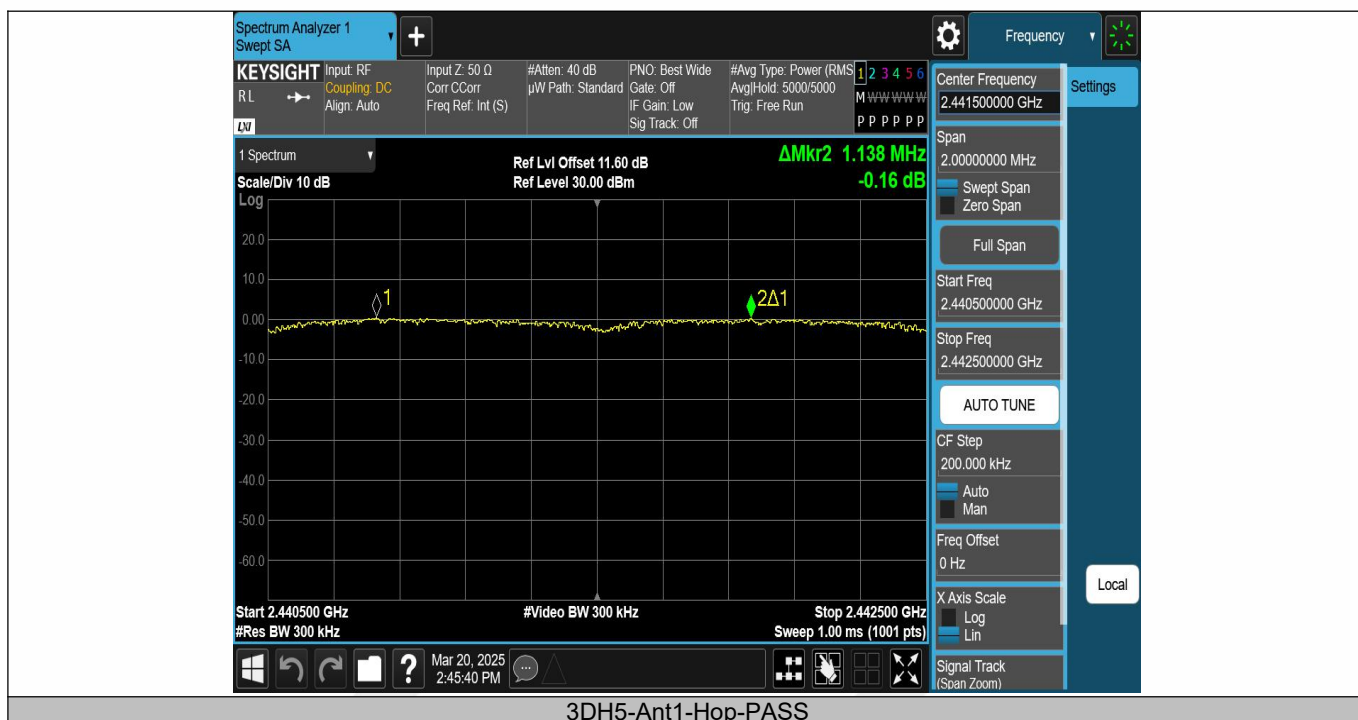 Spectrum Analyzer 1
Swept SA
+
Frequency
KEYSIGHT
RL
LXI
Input: RF
Coupling: DC
Align: Auto
Input Z: 50 Ω
Corr CCorr
Freq Ref: Int (S)
#Atten: 40 dB
µW Path: Standard
PNO: Best Wide
Gate: Off
IF Gain: Low
Sig Track: Off
#Avg Type: Power (RMS
Avg|Hold: 5000/5000
Trig: Free Run
1 2 3 4 5 6
M W W W W W
P P P P P P
1 Spectrum
Scale/Div 10 dB
Log
Ref Lvl Offset 11.60 dB
Ref Level 30.00 dBm
ΔMkr2 1.138 MHz
-0.16 dB
20.0
10.0
0.00
-10.0
-20.0
-30.0
-40.0
-50.0
-60.0
1
2Δ1
Start 2.440500 GHz
#Res BW 300 kHz
#Video BW 300 kHz
Stop 2.442500 GHz
Sweep 1.00 ms (1001 pts)
Center Frequency
2.441500000 GHz
Settings
Span
2.00000000 MHz
Swept Span
Zero Span
Full Span
Start Freq
2.440500000 GHz
Stop Freq
2.442500000 GHz
AUTO TUNE
CF Step
200.000 kHz
Auto
Man
Freq Offset
0 Hz
X Axis Scale
Log
Lin
Signal Track
(Span Zoom)
Local
?
Mar 20, 2025
2:45:40 PM
3DH5-Ant1-Hop-PASS